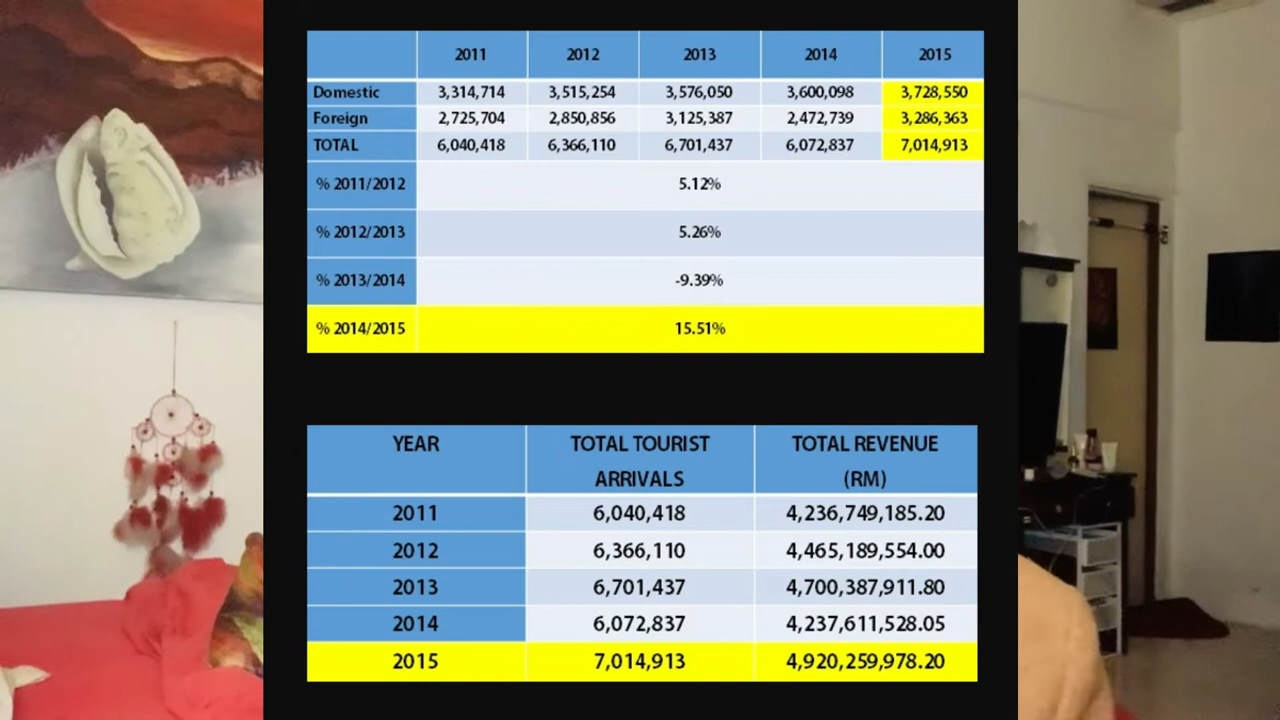 2011 2012 2013 2014 2015
Domestic 3,314,714 3,515,254 3,576,050 3,600,098 3,728,550
Foreign 2,725,704 2,850,856 3,125,387 2,472,739 3,286,363
TOTAL 6,040,418 6,366,110 6,701,437 6,072,837 7,014,913
% 2011/2012 5.12%
% 2012/2013 5.26%
% 2013/2014 -9.39%
% 2014/2015 15.51%
YEAR TOTAL TOURIST TOTAL REVENUE
ARRIVALS (RM)
2011 6,040,418 4,236,749,185.20
2012 6,366,110 4,465,189,554.00
2013 6,701,437 4,700,387,911.80
2014 6,072,837 4,237,611,528.05
2015 7,014,913 4,920,259,978.20